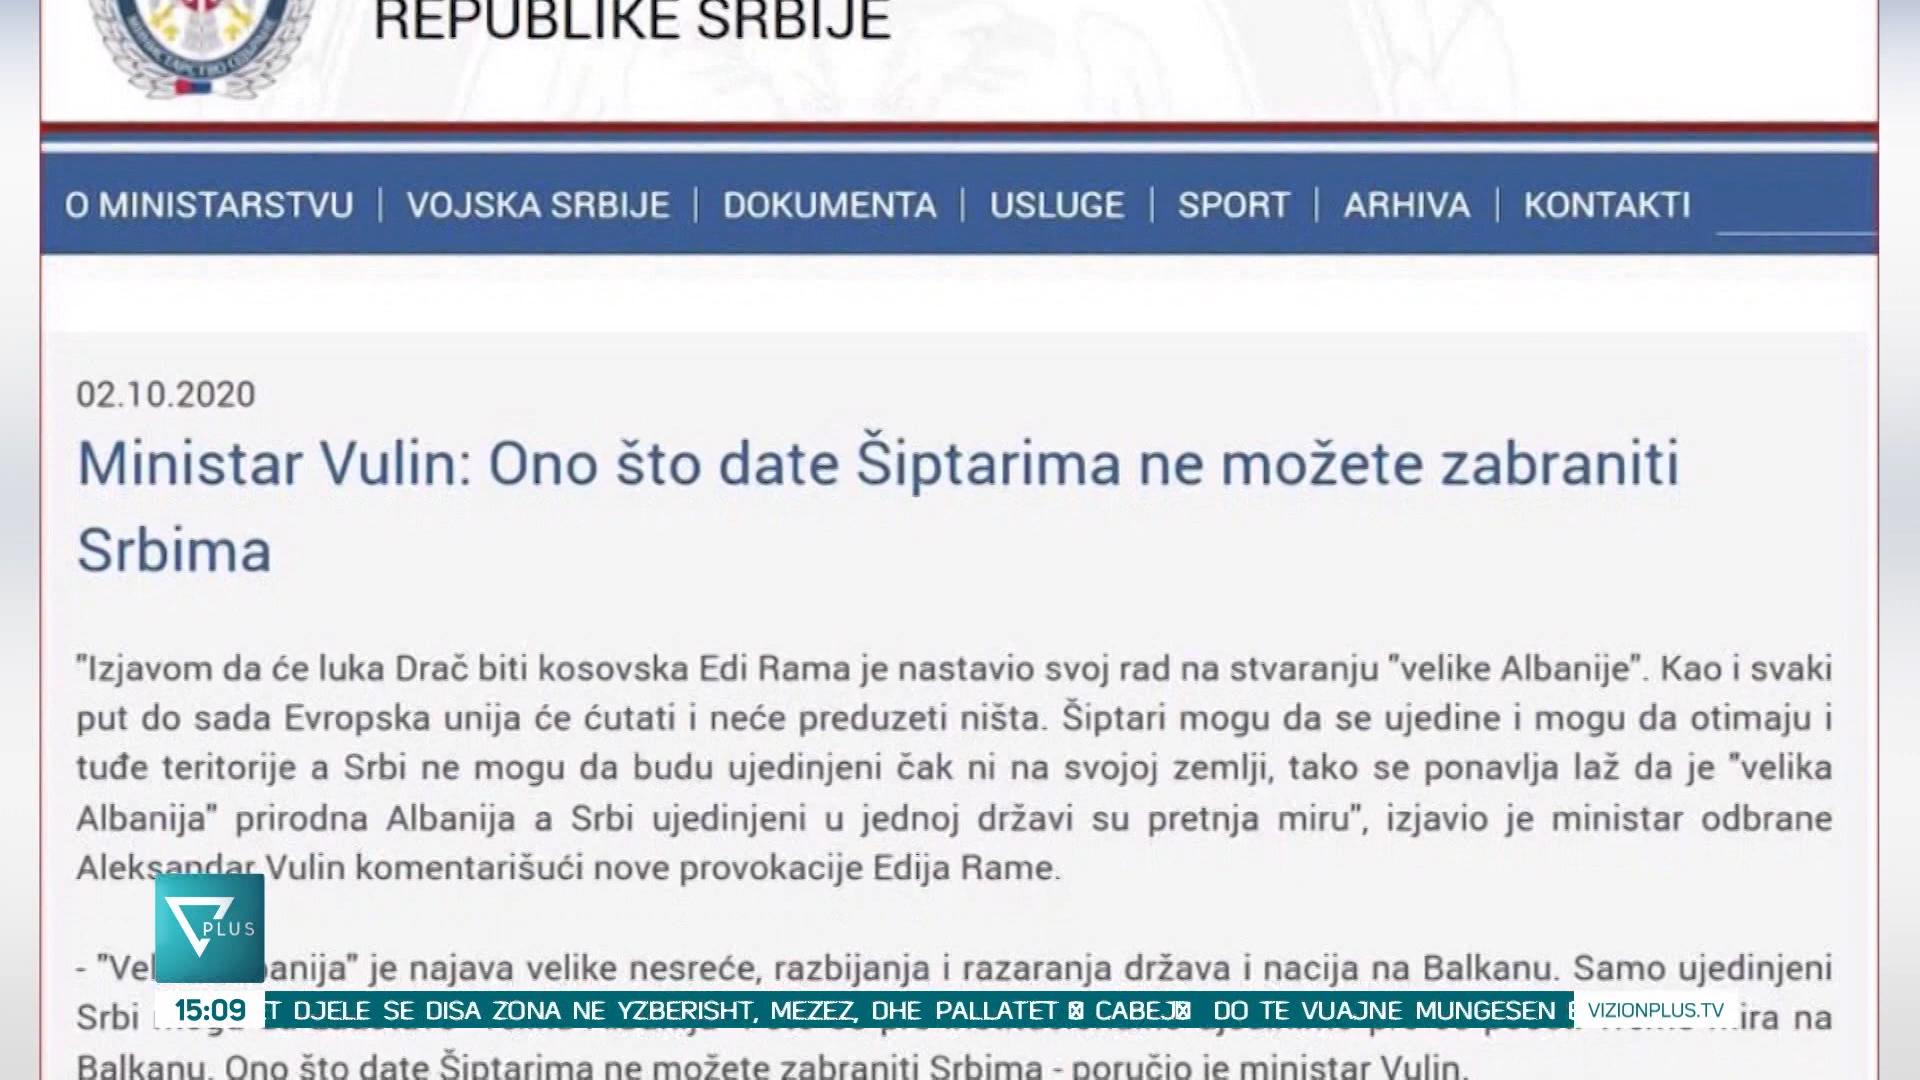 REPUBLIKE SRBIJE
O MINISTARSTVU | VOJSKA SRBIJE | DOKUMENTA | USLUGE | SPORT | ARHIVA | KONTAKTI
02.10.2020
Ministar Vulin: Ono što date Šiptarima ne možete zabraniti
Srbima
"Izjavom da će luka Drač biti kosovska Edi Rama je nastavio svoj rad na stvaranju "velike Albanije". Kao i svaki
put do sada Evropska unija će ćutati i neće preduzeti ništa. Šiptari mogu da se ujedine i mogu da otimaju i
tuđe teritorije a Srbi ne mogu da budu ujedinjeni čak ni na svojoj zemlji, tako se ponavlja laž da je "velika
Albanija" prirodna Albanija a Srbi ujedinjeni u jednoj državi su pretnja miru", izjavio je ministar odbrane
Aleksandar Vulin komentarišući nove provokacije Edija Rame.
PLUS
- je najava velike nesreće, razbijanja i razaranja država i nacija na Balkanu. Samo ujedinjeni
Srbi na
15:09 ET DJELE SE DISA ZONA NE YZBERISHT, MEZEZ, DHE PALLATET CABEJ DO TE VUAJNE MUNGESEN VIZIONPLUS.TV
Balkanu. Ono što date Šiptarima ne možete zabraniti Srbima - poručio je ministar Vulin.